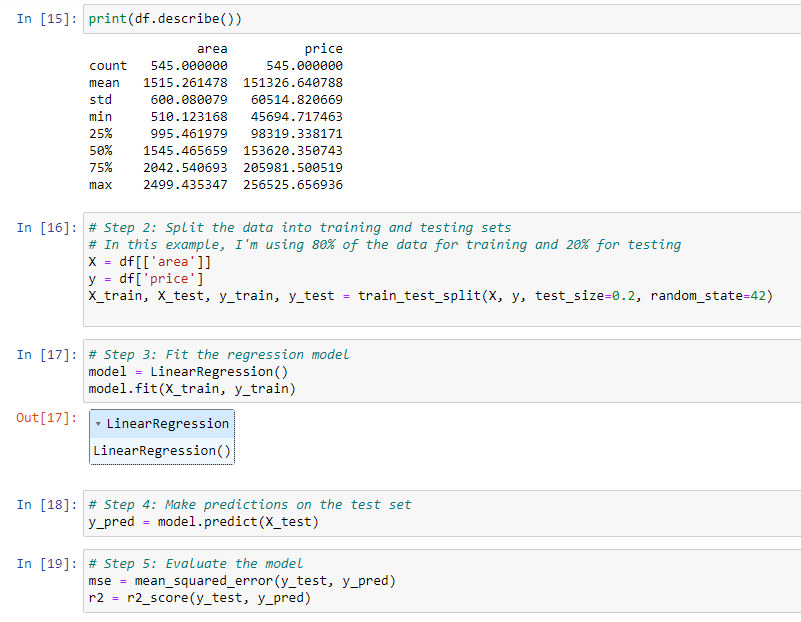 In [15]: print(df.describe())
area price
count 545.000000 545.000000
mean 1515.261478 151326.640788
std 600.080079 60514.820669
min 510.123168 45694.717463
25% 995.461979 98319.338171
50% 1545.465659 153620.350743
75% 2042.540693 205981.500519
max 2499.435347 256525.656936
In [16]: # Step 2: Split the data into training and testing sets
# In this example, I'm using 80% of the data for training and 20% for testing
X = df[['area']]
y = df['price']
X_train, X_test, y_train, y_test = train_test_split(X, y, test_size=0.2, random_state=42)
In [17]: # Step 3: Fit the regression model
model = LinearRegression()
model.fit(X_train, y_train)
Out[17]: ▾ LinearRegression
LinearRegression()
In [18]: # Step 4: Make predictions on the test set
y_pred = model.predict(X_test)
In [19]: # Step 5: Evaluate the model
mse = mean_squared_error(y_test, y_pred)
r2 = r2_score(y_test, y_pred)